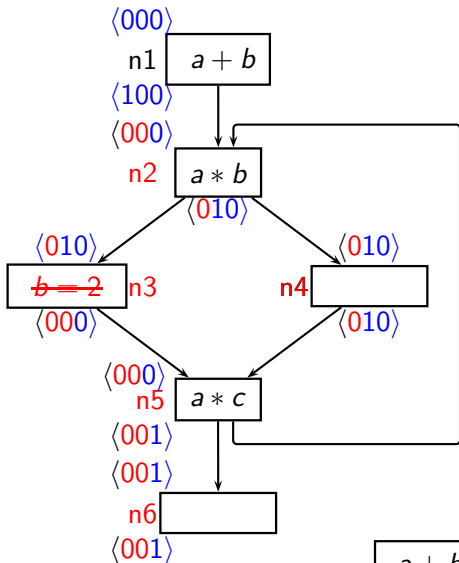 ⟨000⟩
n1 a + b
⟨100⟩
⟨000⟩
n2 a ∗ b
⟨010⟩
⟨010⟩ ⟨010⟩
b = 2 n3 n4
⟨000⟩ ⟨010⟩
⟨000⟩
n5 a ∗ c
⟨001⟩
⟨001⟩
n6
⟨001⟩
a + b